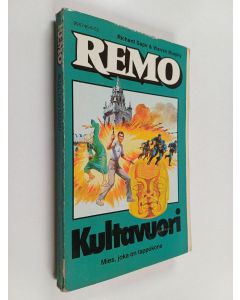 Richard Sapir & Warren Murphy
REMO
Kultavuori
Mies, joka on tappokone